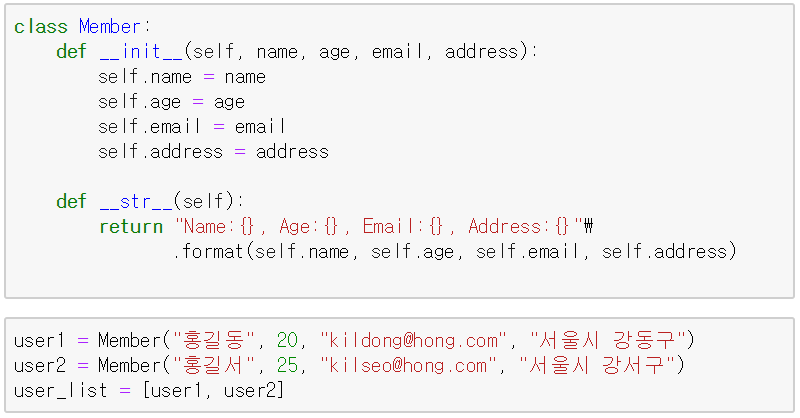 class Member:
    def __init__(self, name, age, email, address):
        self.name = name
        self.age = age
        self.email = email
        self.address = address
    def __str__(self):
        return "Name:{}, Age:{}, Email:{}, Address:{}"₩
               .format(self.name, self.age, self.email, self.address)
user1 = Member("홍길동", 20, "kildong@hong.com", "서울시 강동구")
user2 = Member("홍길서", 25, "kilseo@hong.com", "서울시 강서구")
user_list = [user1, user2]